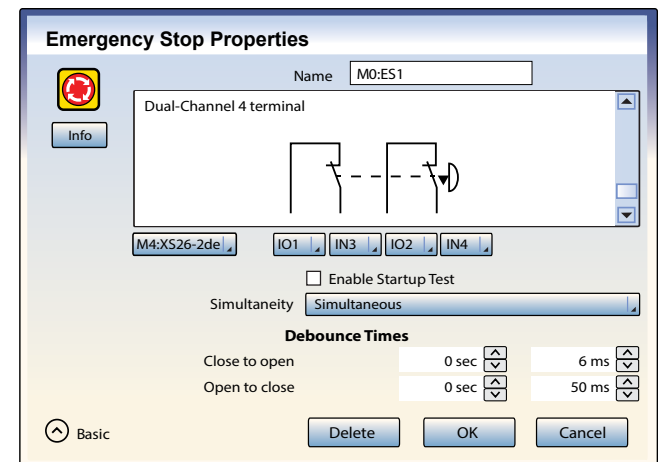 Emergency Stop Properties
Name M0:ES1
Dual-Channel 4 terminal
Info
M4:XS26-2de IO1 IN3 IO2 IN4
Enable Startup Test
Simultaneity Simultaneous
Debounce Times
Close to open 0 sec 6 ms
Open to close 0 sec 50 ms
Basic Delete OK Cancel